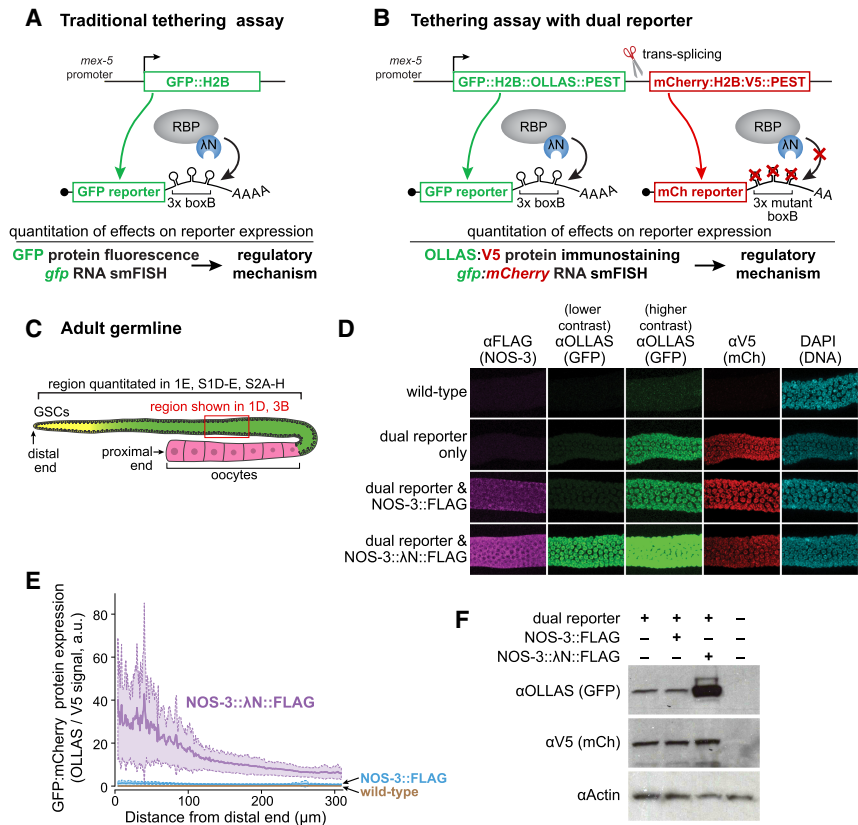 A Traditional tethering assay
mex-5
promoter
GFP::H2B
RBP
λN
GFP reporter
3x boxB
AAAA
quantitation of effects on reporter expression
GFP protein fluorescence
gfp RNA smFISH
regulatory
mechanism
B Tethering assay with dual reporter
mex-5
promoter
trans-splicing
GFP::H2B::OLLAS::PEST
mCherry:H2B:V5::PEST
RBP
λN
RBP
λN
GFP reporter
3x boxB
AAAA
mCh reporter
3x mutant
boxB
AA
quantitation of effects on reporter expression
OLLAS:V5 protein immunostaining
gfp:mCherry RNA smFISH
regulatory
mechanism
C Adult germline
region quantitated in 1E, S1D-E, S2A-H
GSCs
region shown in 1D, 3B
distal
end
proximal
end
oocytes
D
αFLAG
(NOS-3)
(lower
contrast)
αOLLAS
(GFP)
(higher
contrast)
αOLLAS
(GFP)
αV5
(mCh)
DAPI
(DNA)
wild-type
dual reporter
only
dual reporter &
NOS-3::FLAG
dual reporter &
NOS-3::λN::FLAG
E
GFP:mCherry protein expression
(OLLAS / V5 signal, a.u.)
80
60
40
20
0
NOS-3::λN::FLAG
NOS-3::FLAG
wild-type
0 100 200 300
Distance from distal end (μm)
F
dual reporter + + + –
NOS-3::FLAG – + – –
NOS-3::λN::FLAG – – + –
αOLLAS (GFP)
αV5 (mCh)
αActin